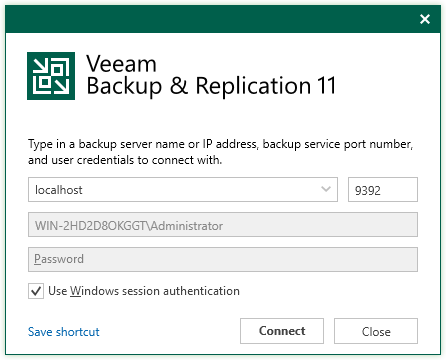 Veeam
Backup & Replication 11
Type in a backup server name or IP address, backup service port number,
and user credentials to connect with.
localhost 9392
WIN-2HD2D8OKGGT\Administrator
Password
Use Windows session authentication
Save shortcut Connect Close